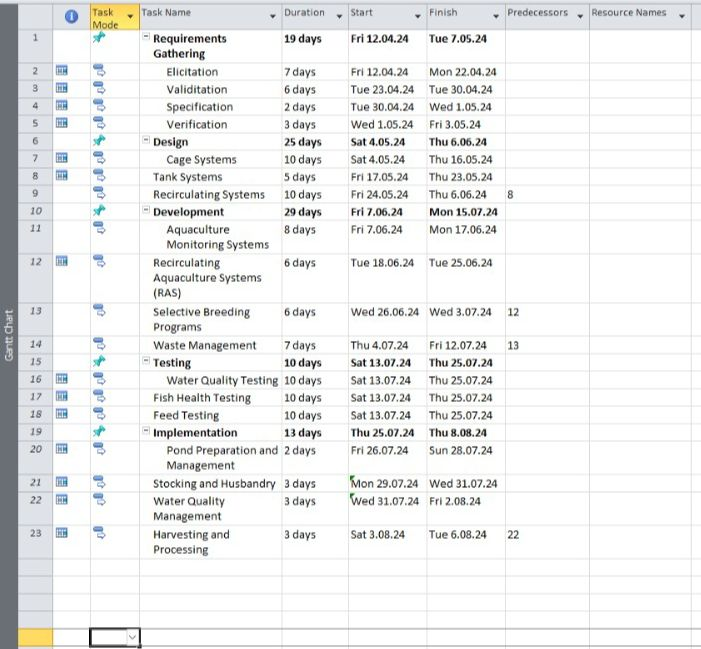 Task Mode Task Name Duration Start Finish Predecessors Resource Names
1 Requirements Gathering 19 days Fri 12.04.24 Tue 7.05.24
2 Elicitation 7 days Fri 12.04.24 Mon 22.04.24
3 Validitation 6 days Tue 23.04.24 Tue 30.04.24
4 Specification 2 days Tue 30.04.24 Wed 1.05.24
5 Verification 3 days Wed 1.05.24 Fri 3.05.24
6 Design 25 days Sat 4.05.24 Thu 6.06.24
7 Cage Systems 10 days Sat 4.05.24 Thu 16.05.24
8 Tank Systems 5 days Fri 17.05.24 Thu 23.05.24
9 Recirculating Systems 10 days Fri 24.05.24 Thu 6.06.24 8
10 Development 29 days Fri 7.06.24 Mon 15.07.24
11 Aquaculture Monitoring Systems 8 days Fri 7.06.24 Mon 17.06.24
12 Recirculating Aquaculture Systems (RAS) 6 days Tue 18.06.24 Tue 25.06.24
13 Selective Breeding Programs 6 days Wed 26.06.24 Wed 3.07.24 12
14 Waste Management 7 days Thu 4.07.24 Fri 12.07.24 13
15 Testing 10 days Sat 13.07.24 Thu 25.07.24
16 Water Quality Testing 10 days Sat 13.07.24 Thu 25.07.24
17 Fish Health Testing 10 days Sat 13.07.24 Thu 25.07.24
18 Feed Testing 10 days Sat 13.07.24 Thu 25.07.24
19 Implementation 13 days Thu 25.07.24 Thu 8.08.24
20 Pond Preparation and Management 2 days Fri 26.07.24 Sun 28.07.24
21 Stocking and Husbandry 3 days Mon 29.07.24 Wed 31.07.24
22 Water Quality Management 3 days Wed 31.07.24 Fri 2.08.24
23 Harvesting and Processing 3 days Sat 3.08.24 Tue 6.08.24 22
Gantt Chart